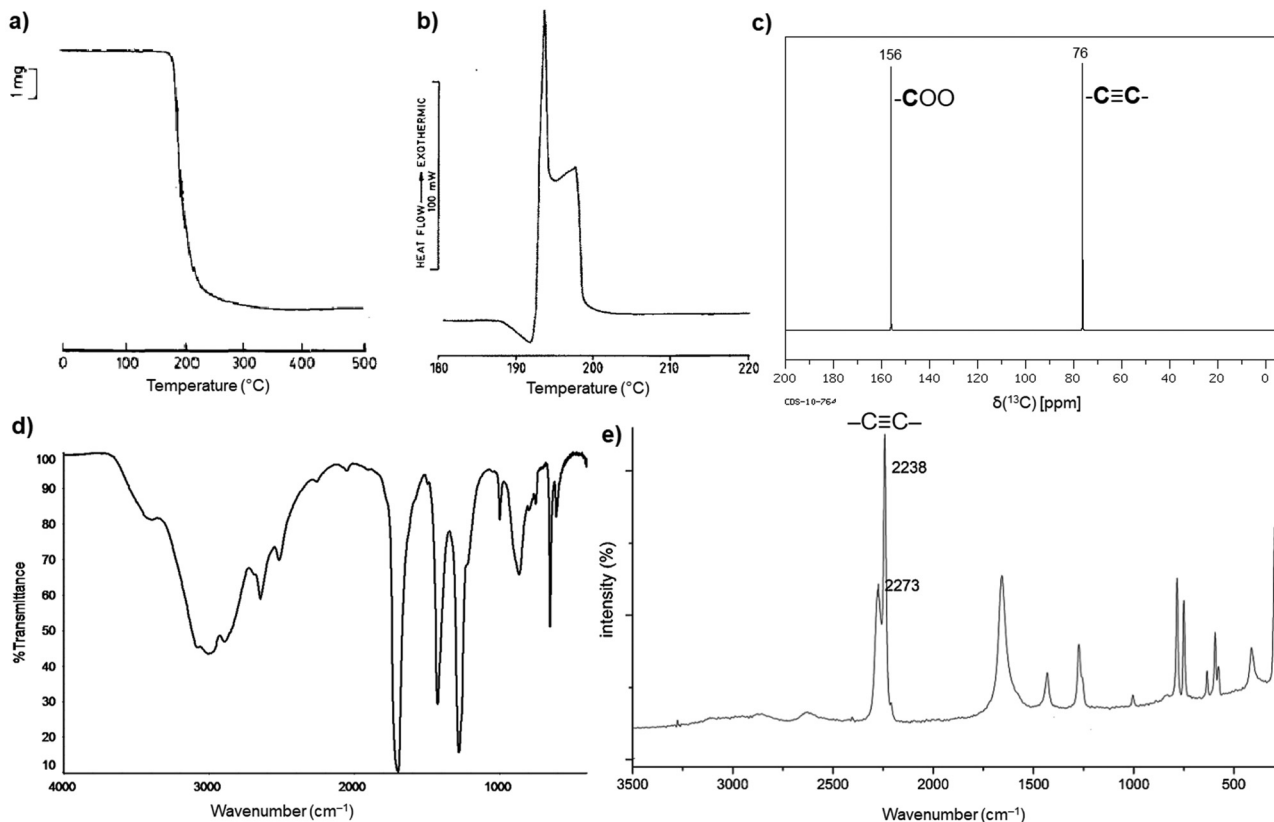 a)
1 mg
0 100 200 300 400 500
Temperature (°C)
b)
HEAT FLOW → EXOTHERMIC
100 mW
180 190 200 210 220
Temperature (°C)
c)
156
76
-COO
-C≡C-
200 180 160 140 120 100 80 60 40 20 0
CDS-10-764
δ(¹³C) [ppm]
d)
100
90
80
70
60
50
40
30
20
10
%Transmittance
4000 3000 2000 1000
Wavenumber (cm⁻¹)
e)
–C≡C–
2238
2273
intensity (%)
3500 3000 2500 2000 1500 1000 500
Wavenumber (cm⁻¹)